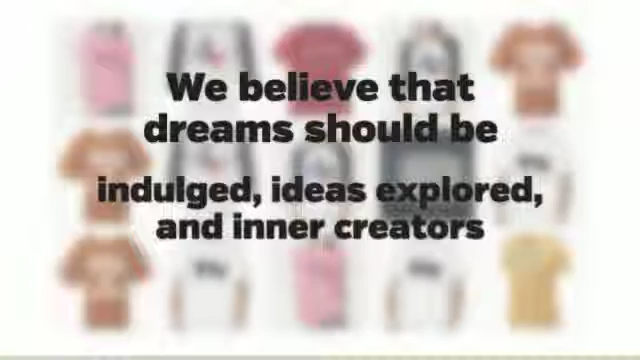 We believe that
dreams should be
indulged, ideas explored,
and inner creators